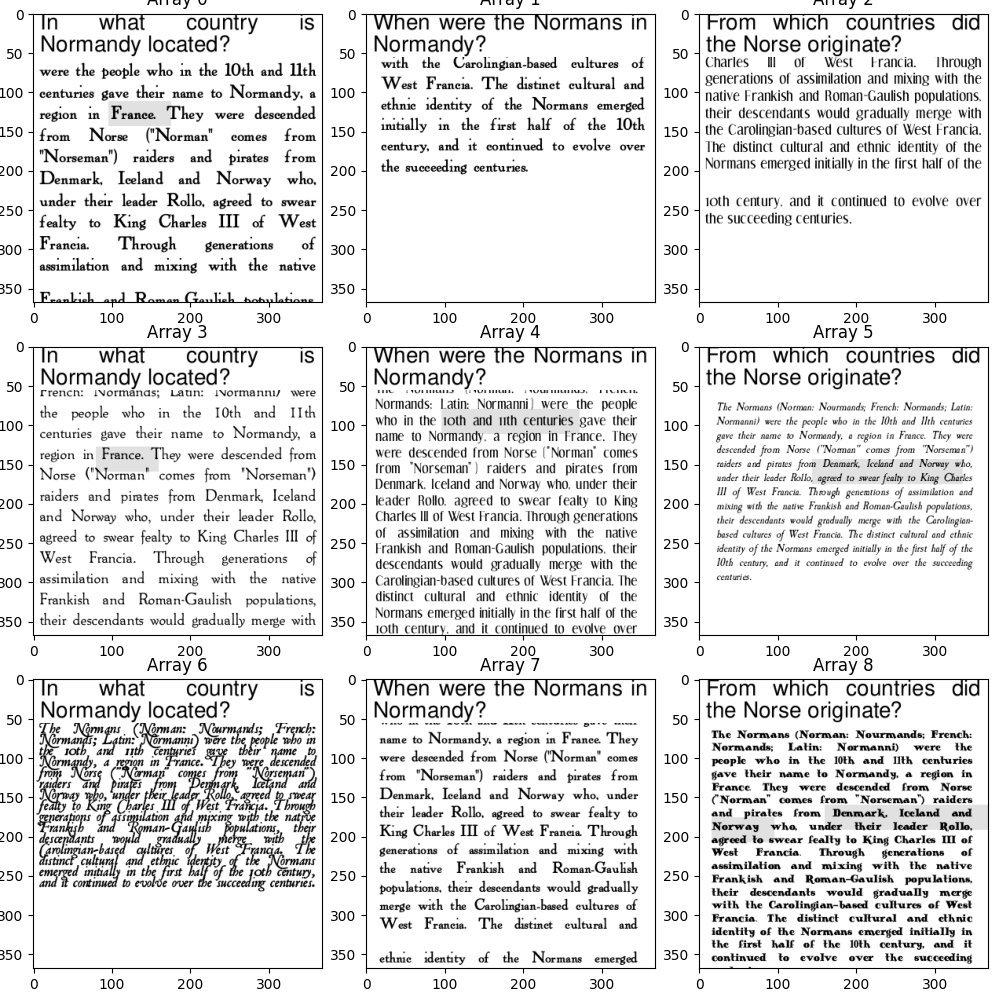 Array 0
In what country is
Normandy located?
were the people who in the 10th and 11th
centuries gave their name to Normandy, a
region in France. They were descended
from Norse ("Norman" comes from
"Norseman") raiders and pirates from
Denmark, Iceland and Norway who,
under their leader Rollo, agreed to swear
fealty to King Charles III of West
Francia. Through generations of
assimilation and mixing with the native
Frankish and Roman-Gaulish populations,
0
50
100
150
200
250
300
350
0 100 200 300
Array 1
When were the Normans in
Normandy?
with the Carolingian-based cultures of
West Francia. The distinct cultural and
ethnic identity of the Normans emerged
initially in the first half of the 10th
century, and it continued to evolve over
the succeeding centuries.
0
50
100
150
200
250
300
350
0 100 200 300
Array 2
From which countries did
the Norse originate?
Charles III of West Francia. Through
generations of assimilation and mixing with the
native Frankish and Roman-Gaulish populations,
their descendants would gradually merge with
the Carolingian-based cultures of West Francia.
The distinct cultural and ethnic identity of the
Normans emerged initially in the first half of the
10th century, and it continued to evolve over
the succeeding centuries.
0
50
100
150
200
250
300
350
0 100 200 300
Array 3
In what country is
Normandy located?
French: Normands; Latin: Normanni) were
the people who in the 10th and 11th
centuries gave their name to Normandy, a
region in France. They were descended from
Norse ("Norman" comes from "Norseman")
raiders and pirates from Denmark, Iceland
and Norway who, under their leader Rollo,
agreed to swear fealty to King Charles III of
West Francia. Through generations of
assimilation and mixing with the native
Frankish and Roman-Gaulish populations,
their descendants would gradually merge with
0
50
100
150
200
250
300
350
0 100 200 300
Array 4
When were the Normans in
Normandy?
The Normans (Norman: Nourmands; French:
Normands; Latin: Normanni) were the people
who in the 10th and 11th centuries gave their
name to Normandy, a region in France. They
were descended from Norse ("Norman" comes
from "Norseman") raiders and pirates from
Denmark, Iceland and Norway who, under their
leader Rollo, agreed to swear fealty to King
Charles III of West Francia. Through generations
of assimilation and mixing with the native
Frankish and Roman-Gaulish populations, their
descendants would gradually merge with the
Carolingian-based cultures of West Francia. The
distinct cultural and ethnic identity of the
Normans emerged initially in the first half of the
10th century, and it continued to evolve over
0
50
100
150
200
250
300
350
0 100 200 300
Array 5
From which countries did
the Norse originate?
The Normans (Norman: Nourmands; French: Normands; Latin:
Normanni) were the people who in the 10th and 11th centuries
gave their name to Normandy, a region in France. They were
descended from Norse ("Norman" comes from "Norseman")
raiders and pirates from Denmark, Iceland and Norway who,
under their leader Rollo, agreed to swear fealty to King Charles
III of West Francia. Through generations of assimilation and
mixing with the native Frankish and Roman-Gaulish populations,
their descendants would gradually merge with the Carolingian-
based cultures of West Francia. The distinct cultural and ethnic
identity of the Normans emerged initially in the first half of the
10th century, and it continued to evolve over the succeeding
centuries.
0
50
100
150
200
250
300
350
0 100 200 300
Array 6
In what country is
Normandy located?
The Normans (Norman: Nourmands; French:
Normands; Latin: Normanni) were the people who in
the 10th and 11th centuries gave their name to
Normandy, a region in France. They were descended
from Norse ("Norman" comes from "Norseman")
raiders and pirates from Denmark, Iceland and
Norway who, under their leader Rollo, agreed to swear
fealty to King Charles III of West Francia. Through
generations of assimilation and mixing with the native
Frankish and Roman-Gaulish populations, their
descendants would gradually merge with the
Carolingian-based cultures of West Francia. The
distinct cultural and ethnic identity of the Normans
emerged initially in the first half of the 10th century,
and it continued to evolve over the succeeding centuries.
0
50
100
150
200
250
300
350
0 100 200 300
Array 7
When were the Normans in
Normandy?
who in the 10th and 11th centuries gave their
name to Normandy, a region in France. They
were descended from Norse ("Norman" comes
from "Norseman") raiders and pirates from
Denmark, Iceland and Norway who, under
their leader Rollo, agreed to swear fealty to
King Charles III of West Francia. Through
generations of assimilation and mixing with
the native Frankish and Roman-Gaulish
populations, their descendants would gradually
merge with the Carolingian-based cultures of
West Francia. The distinct cultural and
ethnic identity of the Normans emerged
0
50
100
150
200
250
300
350
0 100 200 300
Array 8
From which countries did
the Norse originate?
The Normans (Norman: Nourmands; French:
Normands; Latin: Normanni) were the
people who in the 10th and 11th centuries
gave their name to Normandy, a region in
France. They were descended from Norse
("Norman" comes from "Norseman") raiders
and pirates from Denmark, Iceland and
Norway who, under their leader Rollo,
agreed to swear fealty to King Charles III of
West Francia. Through generations of
assimilation and mixing with the native
Frankish and Roman-Gaulish populations,
their descendants would gradually merge
with the Carolingian-based cultures of West
Francia. The distinct cultural and ethnic
identity of the Normans emerged initially in
the first half of the 10th century, and it
continued to evolve over the succeeding
0
50
100
150
200
250
300
350
0 100 200 300